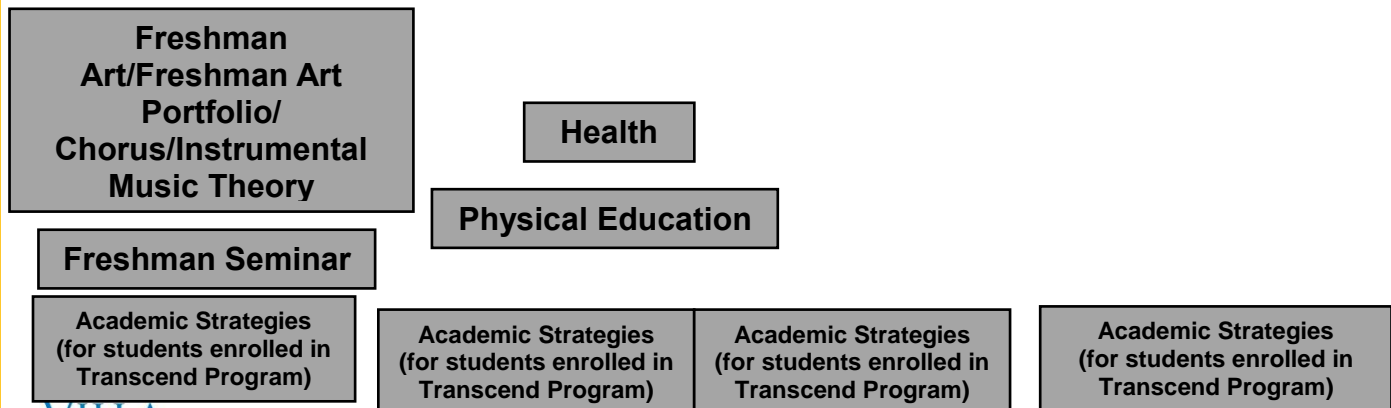 Freshman
Art/Freshman Art
Portfolio/
Chorus/Instrumental
Music Theory
Health
Physical Education
Freshman Seminar
Academic Strategies
(for students enrolled in
Transcend Program)
Academic Strategies
(for students enrolled in
Transcend Program)
Academic Strategies
(for students enrolled in
Transcend Program)
Academic Strategies
(for students enrolled in
Transcend Program)